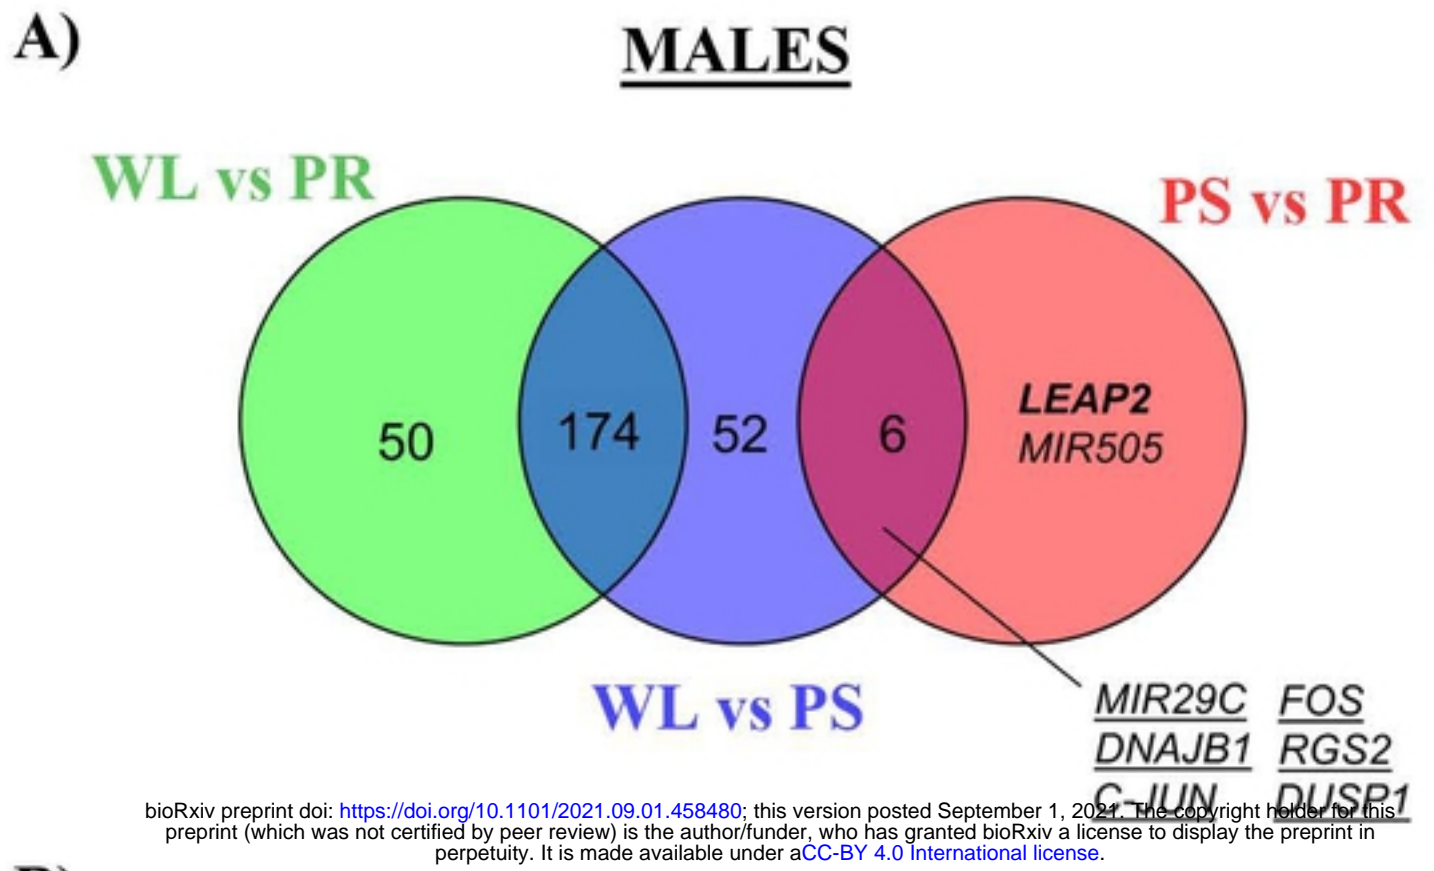 A)
MALES
WL vs PR
PS vs PR
50
174
52
6
LEAP2
MIR505
WL vs PS
MIR29C FOS
DNAJB1 RGS2
C-JUN DUSP1
bioRxiv preprint doi: https://doi.org/10.1101/2021.09.01.458480; this version posted September 1, 2021. The copyright holder for this
preprint (which was not certified by peer review) is the author/funder, who has granted bioRxiv a license to display the preprint in
perpetuity. It is made available under aCC-BY 4.0 International license.